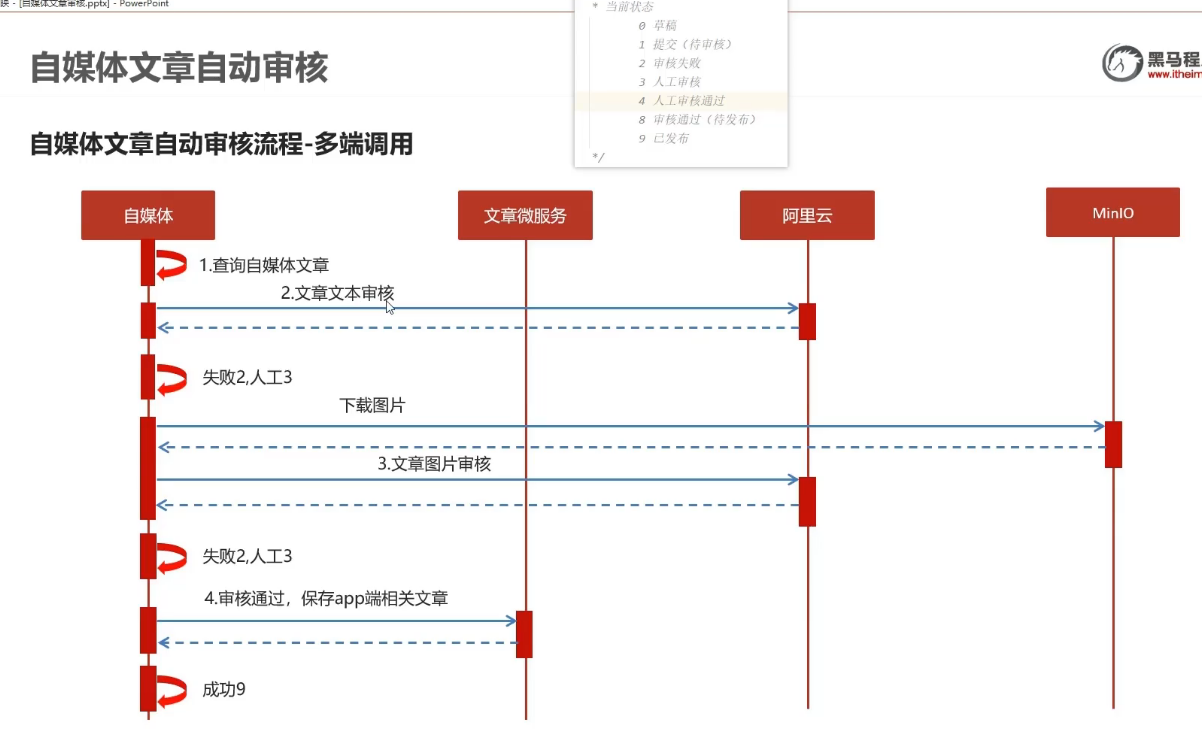 [自媒体文章审核.pptx] - PowerPoint
* 当前状态
0 草稿
1 提交（待审核）
2 审核失败
3 人工审核
4 人工审核通过
8 审核通过（待发布）
9 已发布
*/
自媒体文章自动审核
黑马程
www.itheim
自媒体文章自动审核流程-多端调用
自媒体
文章微服务
阿里云
MinIO
1.查询自媒体文章
2.文章文本审核
失败2,人工3
下载图片
3.文章图片审核
失败2,人工3
4.审核通过，保存app端相关文章
成功9